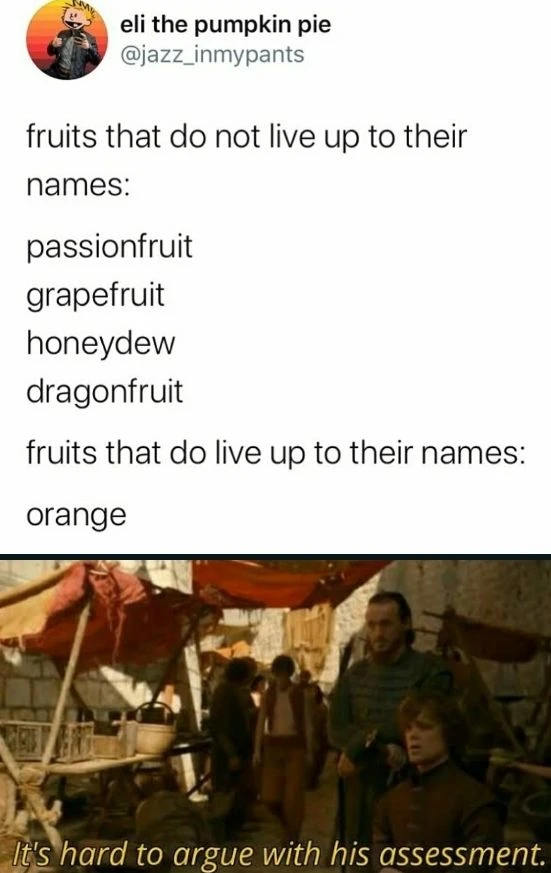 eli the pumpkin pie
@jazz_inmypants
fruits that do not live up to their
names:
passionfruit
grapefruit
honeydew
dragonfruit
fruits that do live up to their names:
orange
It's hard to argue with his assessment.